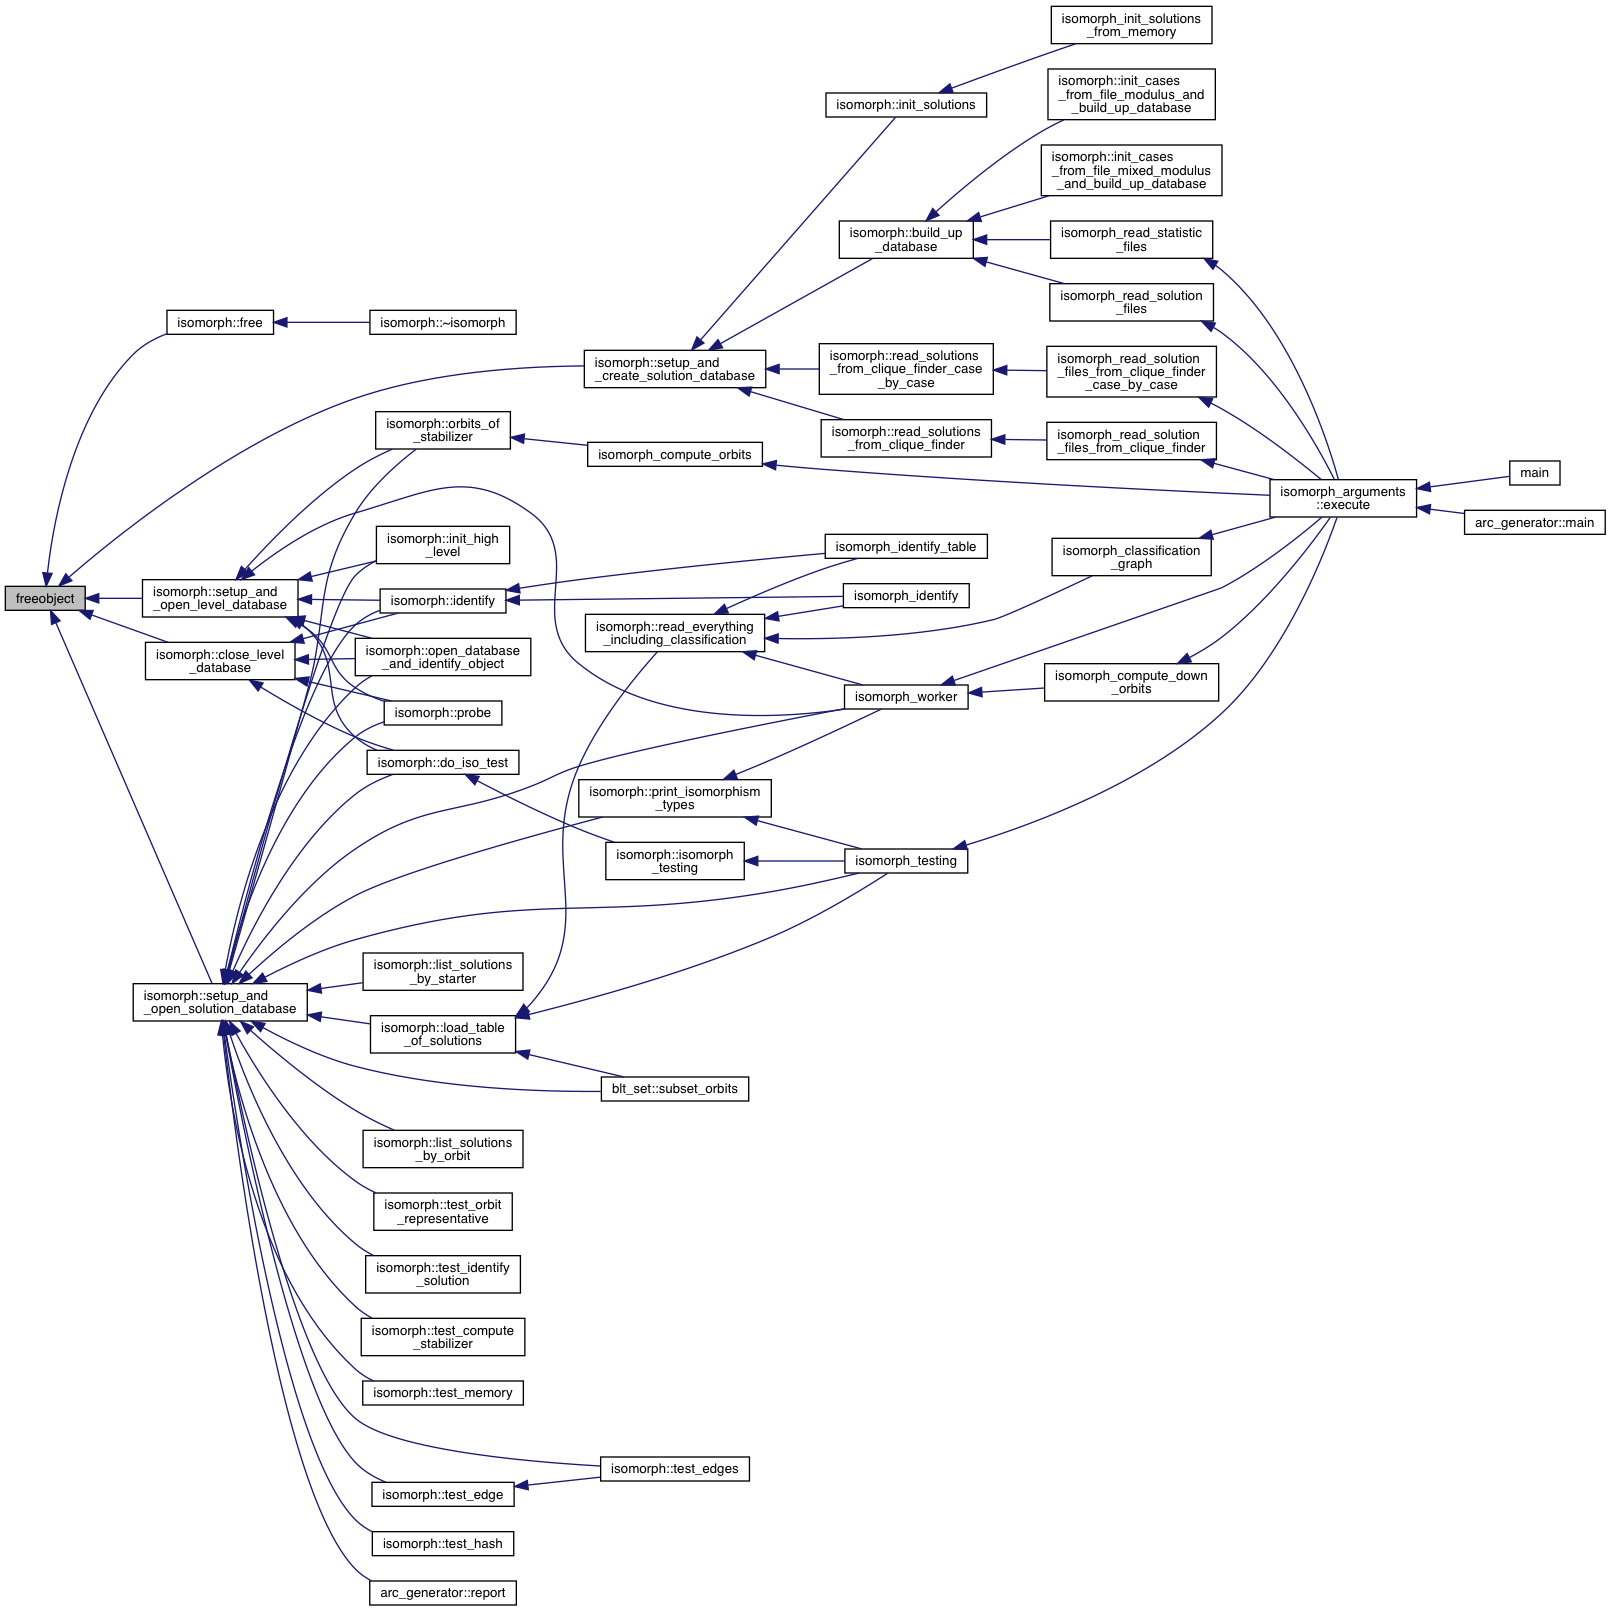 isomorph_init_solutions
_from_memory
isomorph::init_cases
_from_file_modulus_and
_build_up_database
isomorph::init_solutions
isomorph::init_cases
_from_file_mixed_modulus
_and_build_up_database
isomorph::build_up
_database
isomorph_read_statistic
_files
isomorph_read_solution
_files
isomorph::free
isomorph::~isomorph
isomorph::setup_and
_create_solution_database
isomorph::read_solutions
_from_clique_finder_case
_by_case
isomorph_read_solution
_files_from_clique_finder
_case_by_case
isomorph::orbits_of
_stabilizer
isomorph::read_solutions
_from_clique_finder
isomorph_read_solution
_files_from_clique_finder
isomorph_compute_orbits
main
isomorph_arguments
::execute
arc_generator::main
isomorph::init_high
_level
isomorph_identify_table
isomorph_classification
_graph
freeobject
isomorph::setup_and
_open_level_database
isomorph::identify
isomorph_identify
isomorph::read_everything
_including_classification
isomorph::close_level
_database
isomorph::open_database
_and_identify_object
isomorph_compute_down
_orbits
isomorph_worker
isomorph::probe
isomorph::do_iso_test
isomorph::print_isomorphism
_types
isomorph::isomorph
_testing
isomorph_testing
isomorph::list_solutions
_by_starter
isomorph::setup_and
_open_solution_database
isomorph::load_table
_of_solutions
blt_set::subset_orbits
isomorph::list_solutions
_by_orbit
isomorph::test_orbit
_representative
isomorph::test_identify
_solution
isomorph::test_compute
_stabilizer
isomorph::test_memory
isomorph::test_edges
isomorph::test_edge
isomorph::test_hash
arc_generator::report